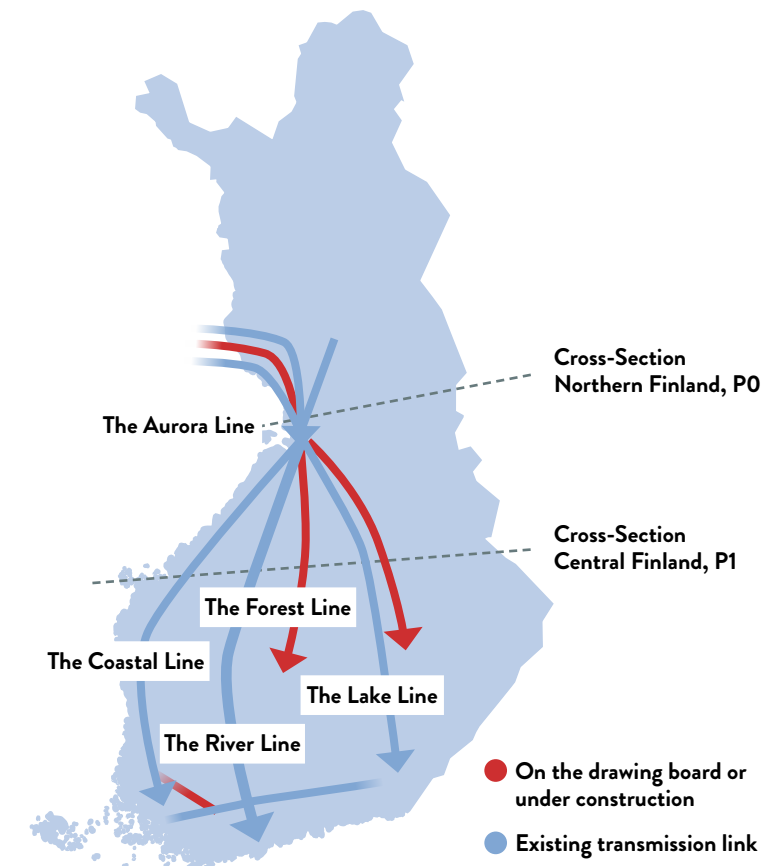 Cross-Section
Northern Finland, P0
The Aurora Line
Cross-Section
Central Finland, P1
The Forest Line
The Coastal Line
The Lake Line
The River Line
On the drawing board or
under construction
Existing transmission link